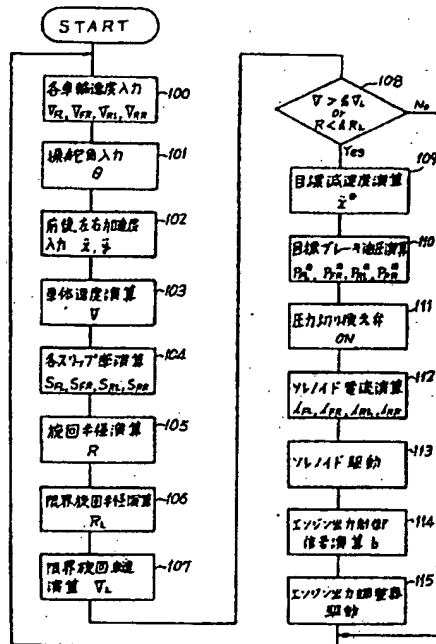 START
各車輪速度入力
V_FL, V_FR, V_RL, V_RR
100
操舵角入力
θ
101
前後左右加速度
入力 ẍ, ÿ
102
車体速度演算
V
103
各スリップ率演算
S_FL, S_FR, S_RL, S_RR
104
旋回半径演算
R
105
限界旋回半径演算
R_L
106
限界旋回車速
演算 V_L
107
108
V > kV_L
or
R < kR_L
No
Yes
109
目標減速度演算
ẍ*
目標ブレーキ油圧演算
P_FL*, P_FR*, P_RL*, P_RR*
110
圧力切り換え弁
ON
111
ソレノイド電流演算
i_FL, i_FR, i_RL, i_RR
112
ソレノイド駆動
113
エンジン出力制御
信号演算 b
114
エンジン出力調整器
駆動
115